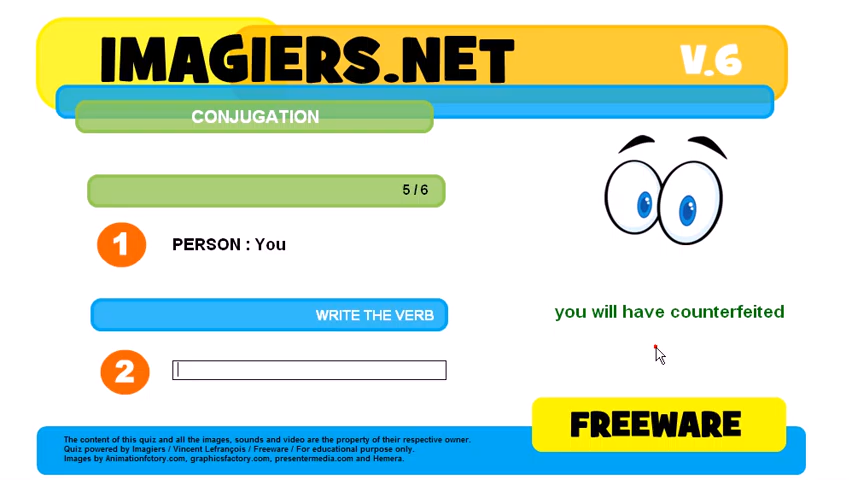 IMAGIERS.NET
V.6
CONJUGATION
5 / 6
1
PERSON : You
WRITE THE VERB
you will have counterfeited
2
FREEWARE
The content of this quiz and all the images, sounds and video are the property of their respective owner.
Quiz powered by Imagiers / Vincent Lefrançois / Freeware / For educational purpose only.
Images by Animationfctory.com, graphicsfactory.com, presentermedia.com and Hemera.